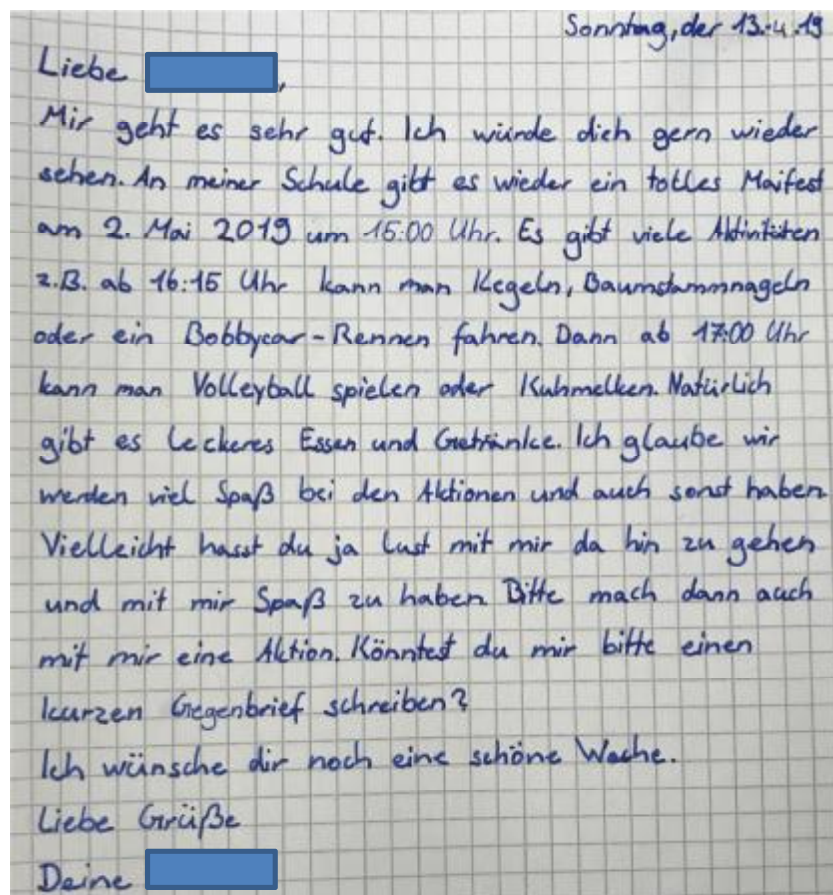 Sonntag, der 13.4.19
Liebe ,
Mir geht es sehr gut. Ich würde dich gern wieder
sehen. An meiner Schule gibt es wieder ein tolles Maifest
am 2. Mai 2019 um 15:00 Uhr. Es gibt viele
z.B. ab 16:15 Uhr kann man Kegeln, Baumstammnageln
oder ein Bobbycar-Rennen fahren. Dann ab 17:00 Uhr
kann man Volleyball spielen oder Kuhmelken. Natürlich
gibt es leckeres Essen und Getränke. Ich glaube wir
werden viel Spaß bei den Aktionen und auch sonst haben.
Vielleicht hasst du ja lust mit mir da hin zu gehen
und mit mir Spaß zu haben. Bitte mach dann auch
mit mir eine Aktion. Könntest du mir bitte einen
kurzen Gegenbrief schreiben?
Ich wünsche dir noch eine schöne Woche.
Liebe Grüße
Deine